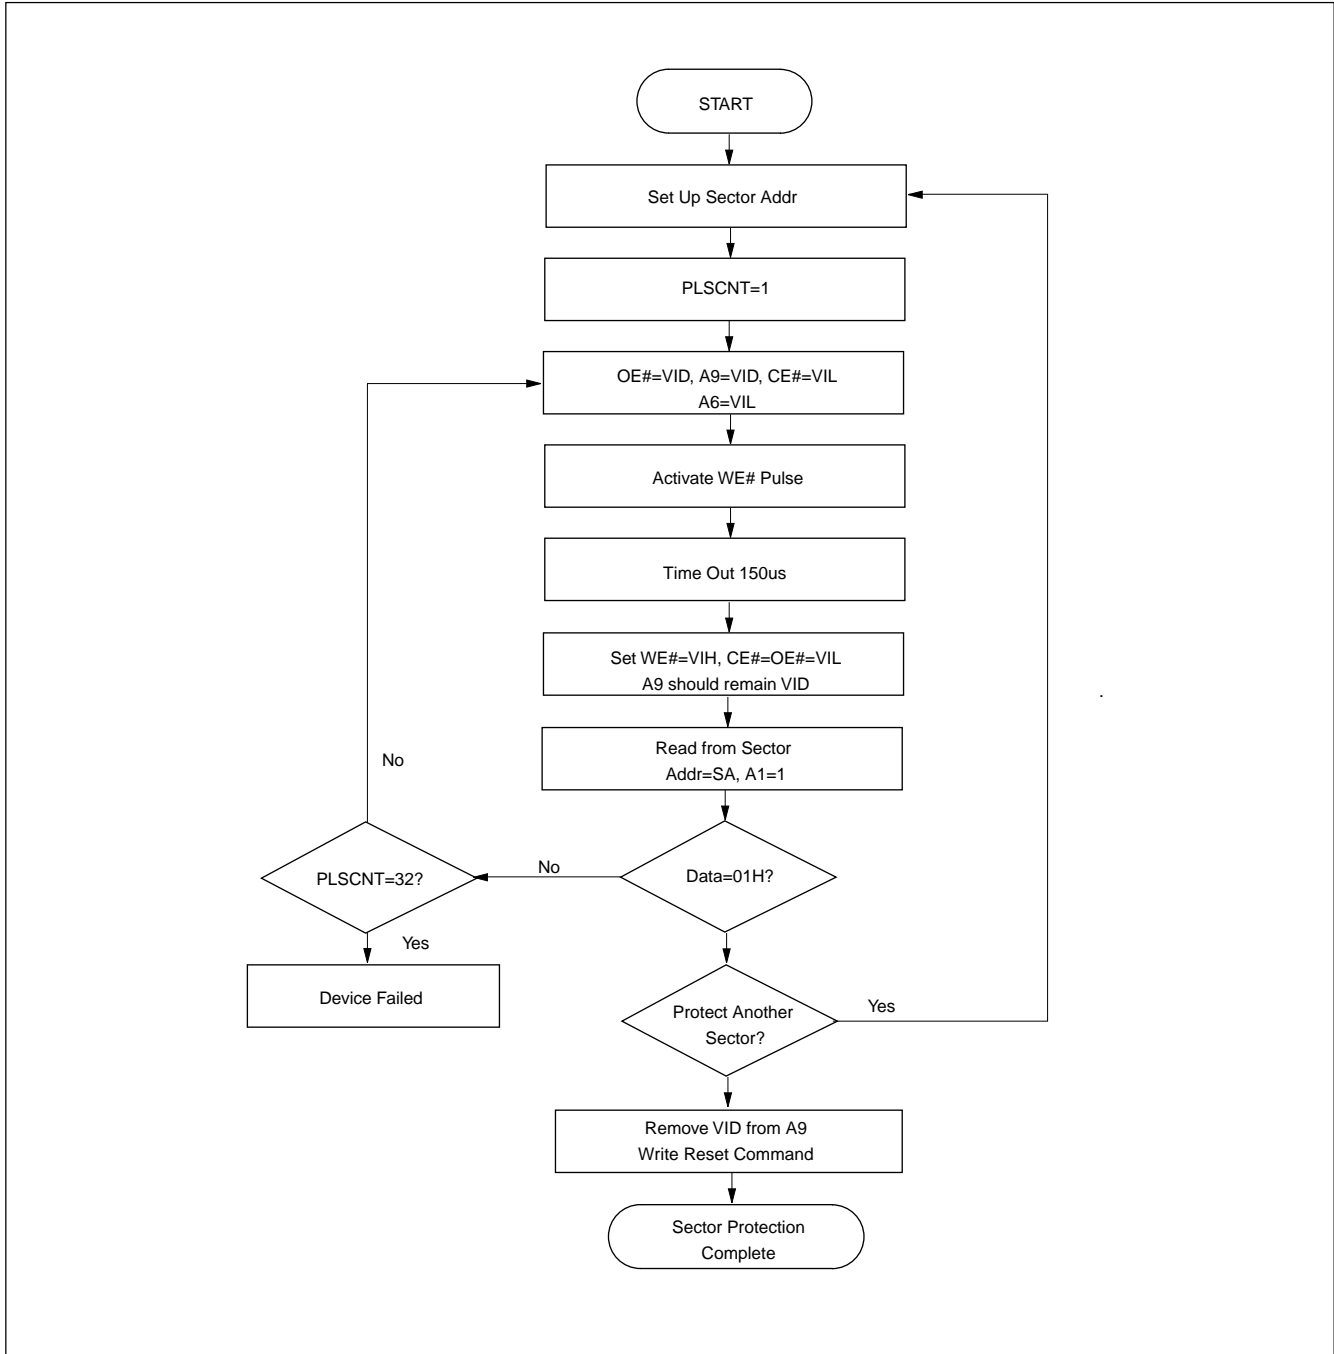 START
Set Up Sector Addr
PLSCNT=1
OE#=VID, A9=VID, CE#=VIL
A6=VIL
Activate WE# Pulse
Time Out 150us
Set WE#=VIH, CE#=OE#=VIL
A9 should remain VID
.
Read from Sector
Addr=SA, A1=1
No
PLSCNT=32?
No
Data=01H?
Yes
Device Failed
Protect Another
Sector?
Yes
Remove VID from A9
Write Reset Command
Sector Protection
Complete